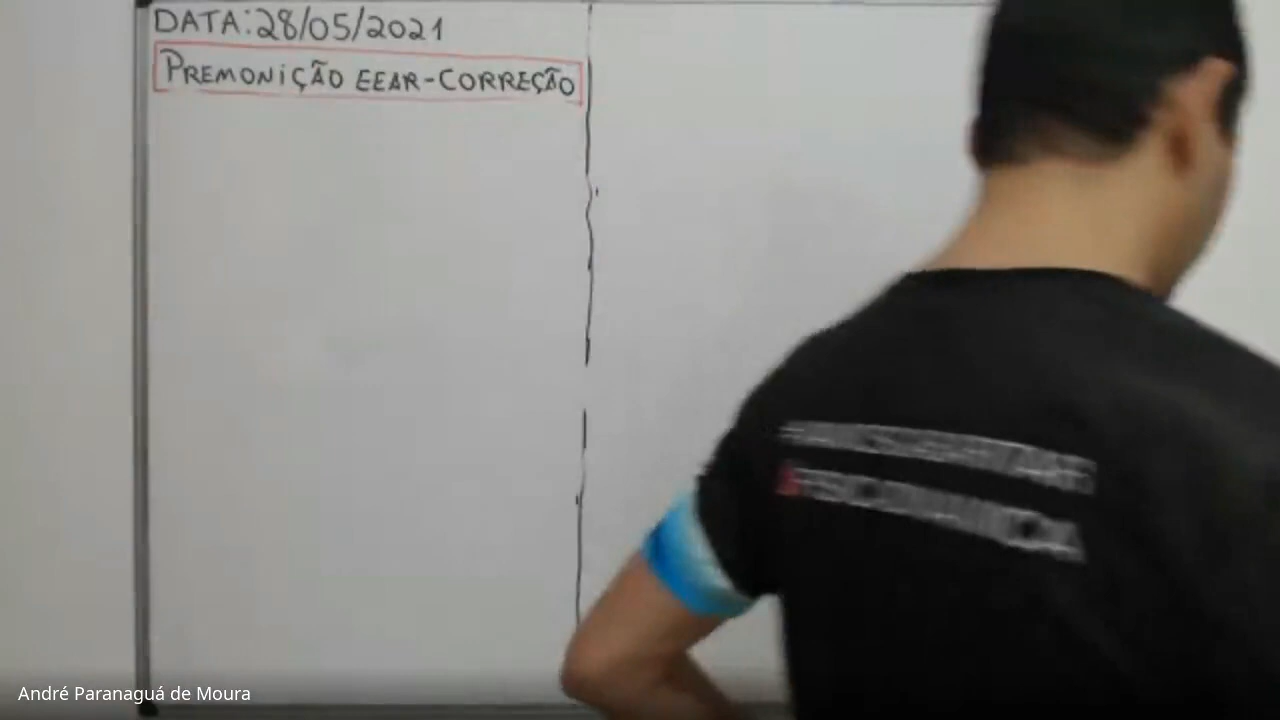 DATA:28/05/2021
PREMONIÇÃO EEAR-CORREÇÃO
André Paranaguá de Moura